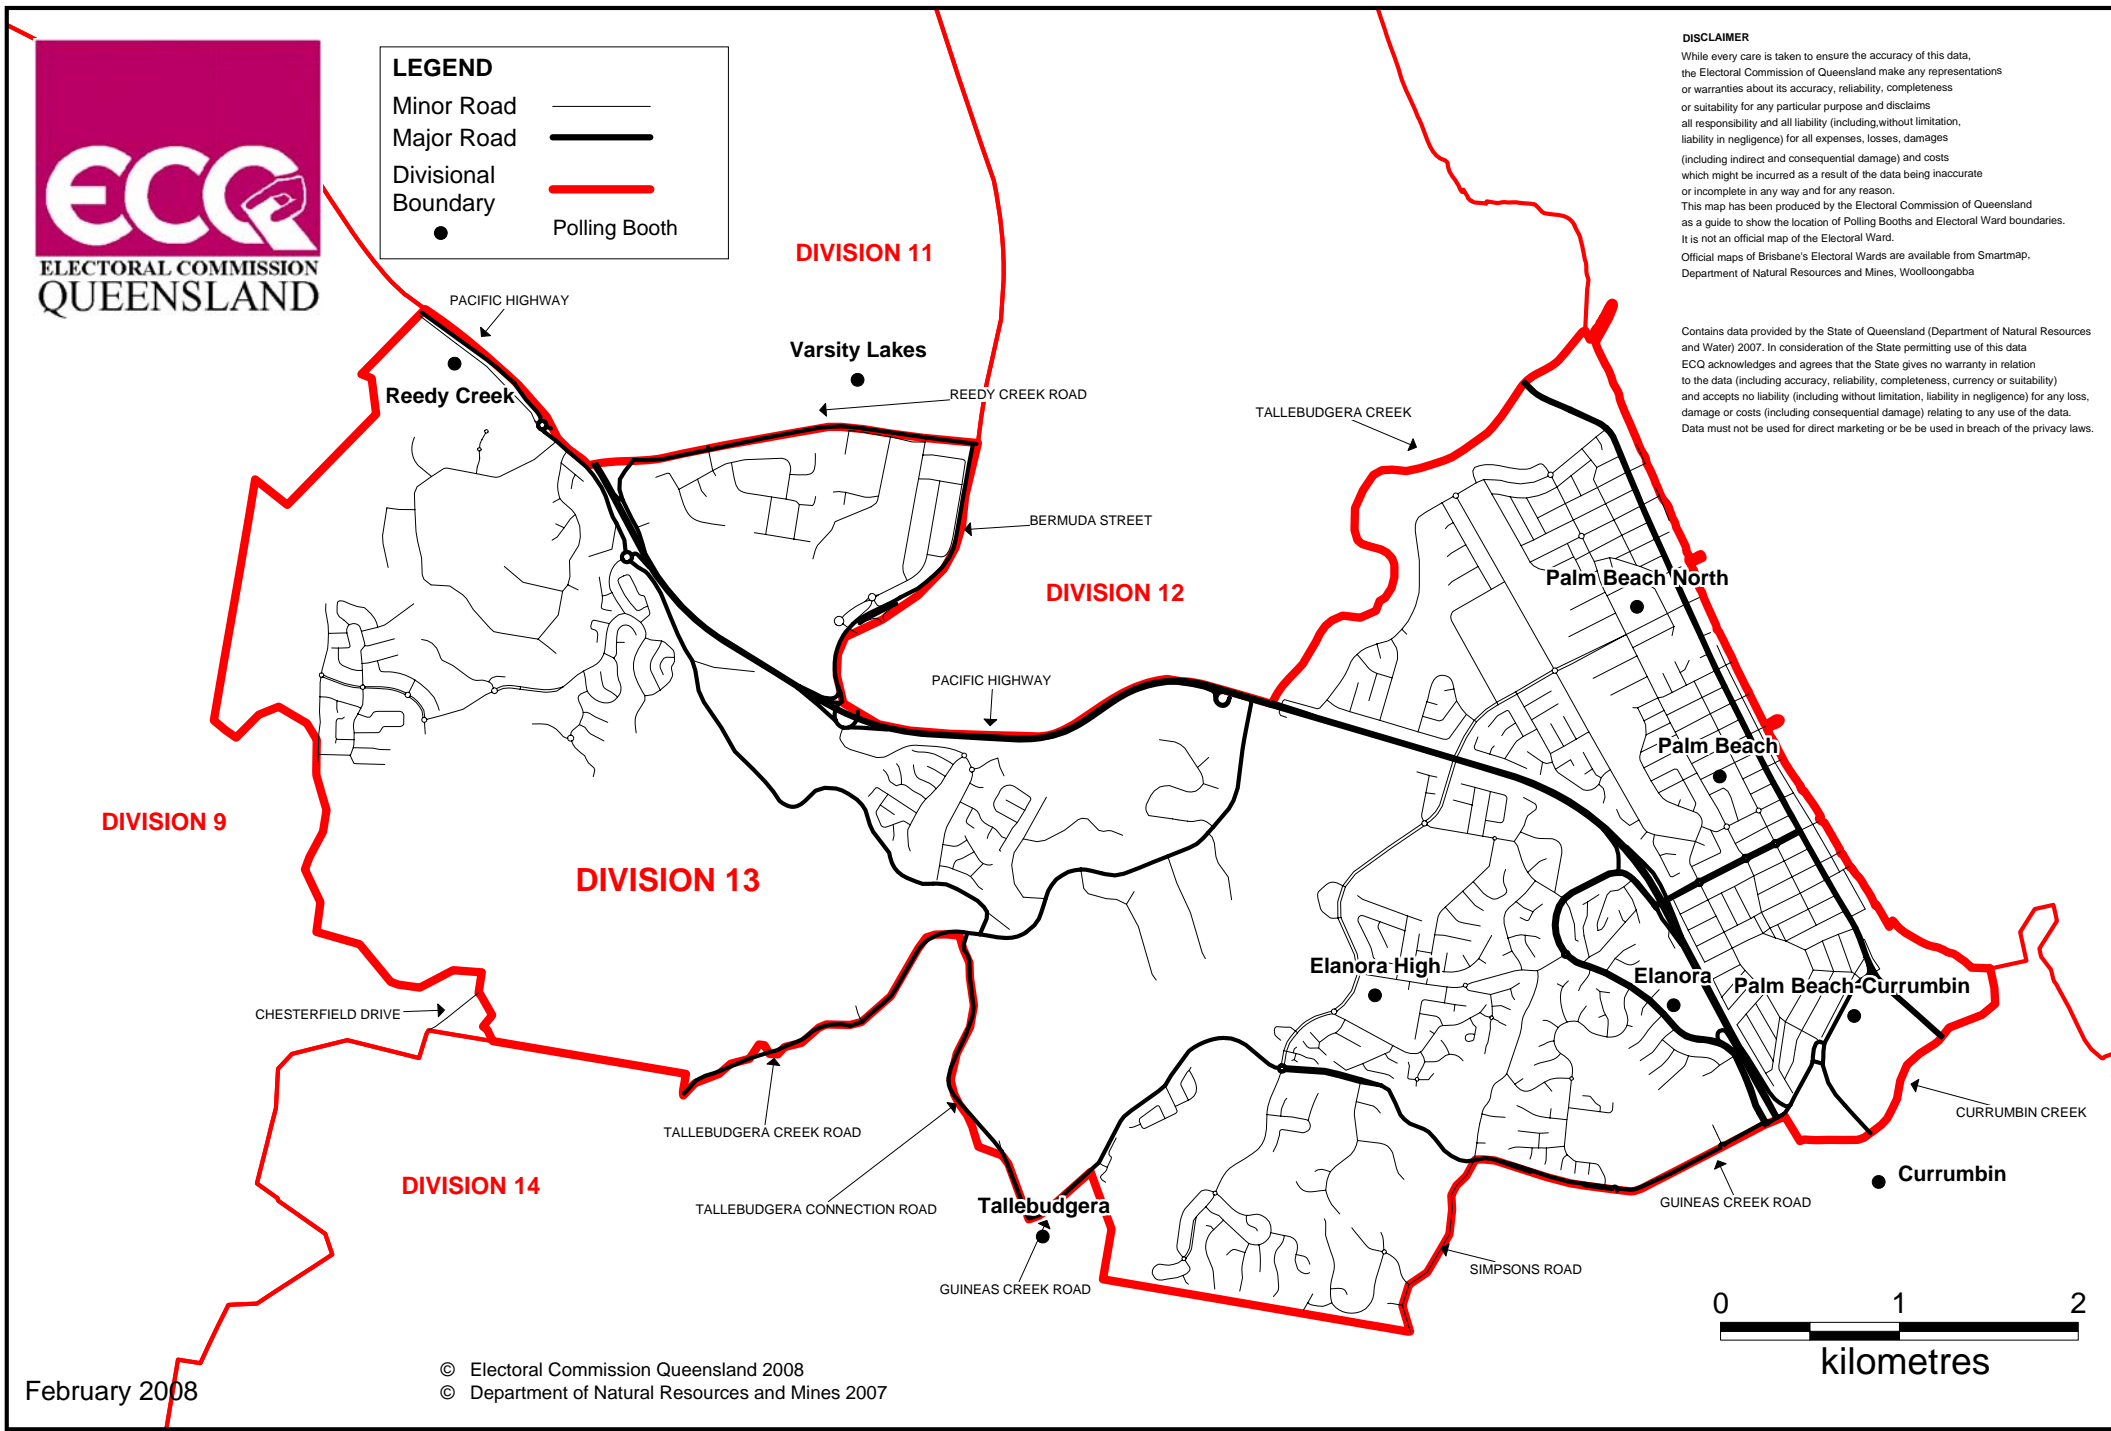 ECQ
ELECTORAL COMMISSION
QUEENSLAND
LEGEND
Minor Road
Major Road
Divisional
Boundary
Polling Booth
DISCLAIMER
While every care is taken to ensure the accuracy of this data,
the Electoral Commission of Queensland make any representations
or warranties about its accuracy, reliability, completeness
or suitability for any particular purpose and disclaims
all responsibility and all liability (including,without limitation,
liability in negligence) for all expenses, losses, damages
(including indirect and consequential damage) and costs
which might be incurred as a result of the data being inaccurate
or incomplete in any way and for any reason.
This map has been produced by the Electoral Commission of Queensland
as a guide to show the location of Polling Booths and Electoral Ward boundaries.
It is not an official map of the Electoral Ward.
Official maps of Brisbane's Electoral Wards are available from Smartmap,
Department of Natural Resources and Mines, Woolloongabba
Contains data provided by the State of Queensland (Department of Natural Resources
and Water) 2007. In consideration of the State permitting use of this data
ECQ acknowledges and agrees that the State gives no warranty in relation
to the data (including accuracy, reliability, completeness, currency or suitability)
and accepts no liability (including without limitation, liability in negligence) for any loss,
damage or costs (including consequential damage) relating to any use of the data.
Data must not be used for direct marketing or be be used in breach of the privacy laws.
DIVISION 11
PACIFIC HIGHWAY
Varsity Lakes
Reedy Creek
REEDY CREEK ROAD
TALLEBUDGERA CREEK
BERMUDA STREET
DIVISION 12
Palm Beach North
PACIFIC HIGHWAY
Palm Beach
DIVISION 9
DIVISION 13
Elanora High
Elanora
Palm Beach-Currumbin
CHESTERFIELD DRIVE
CURRUMBIN CREEK
TALLEBUDGERA CREEK ROAD
DIVISION 14
Currumbin
TALLEBUDGERA CONNECTION ROAD
Tallebudgera
GUINEAS CREEK ROAD
SIMPSONS ROAD
GUINEAS CREEK ROAD
0 1 2
kilometres
February 2008
© Electoral Commission Queensland 2008
© Department of Natural Resources and Mines 2007